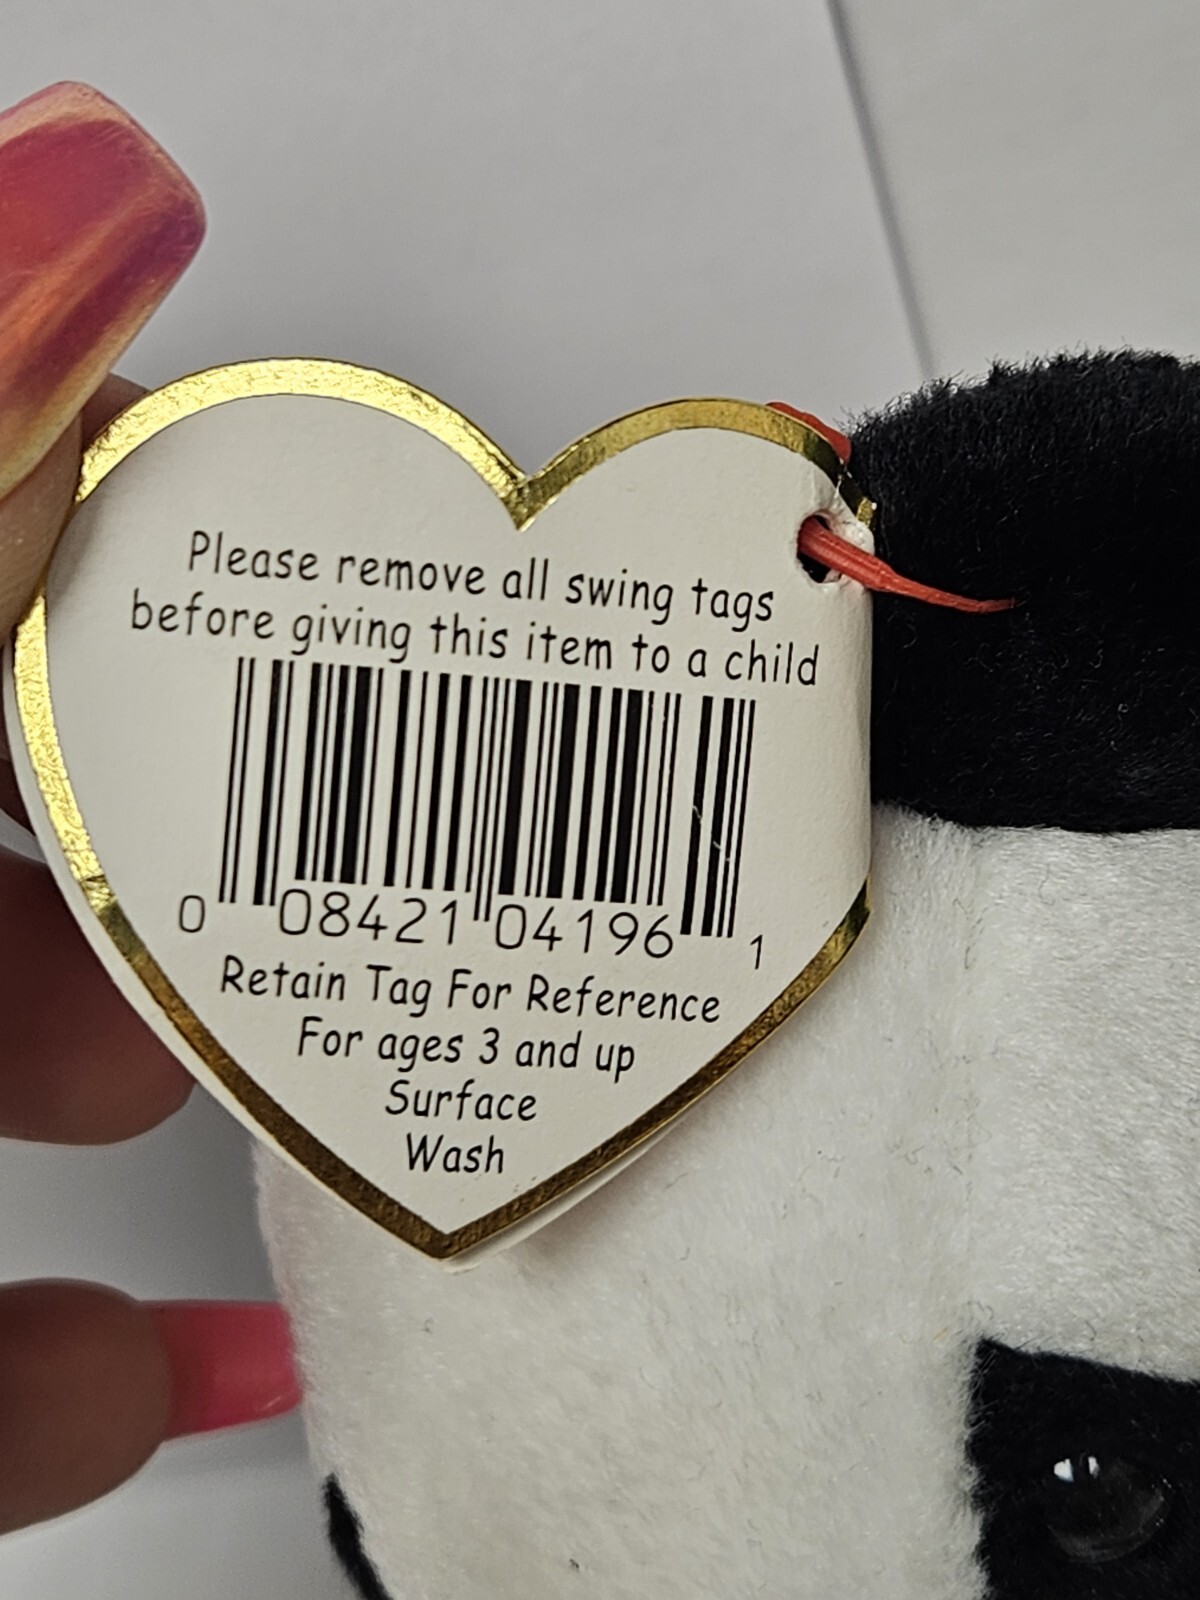 Please remove all swing tags
before giving this item to a child
0 08421 04196 1
Retain Tag For Reference
For ages 3 and up
Surface
Wash